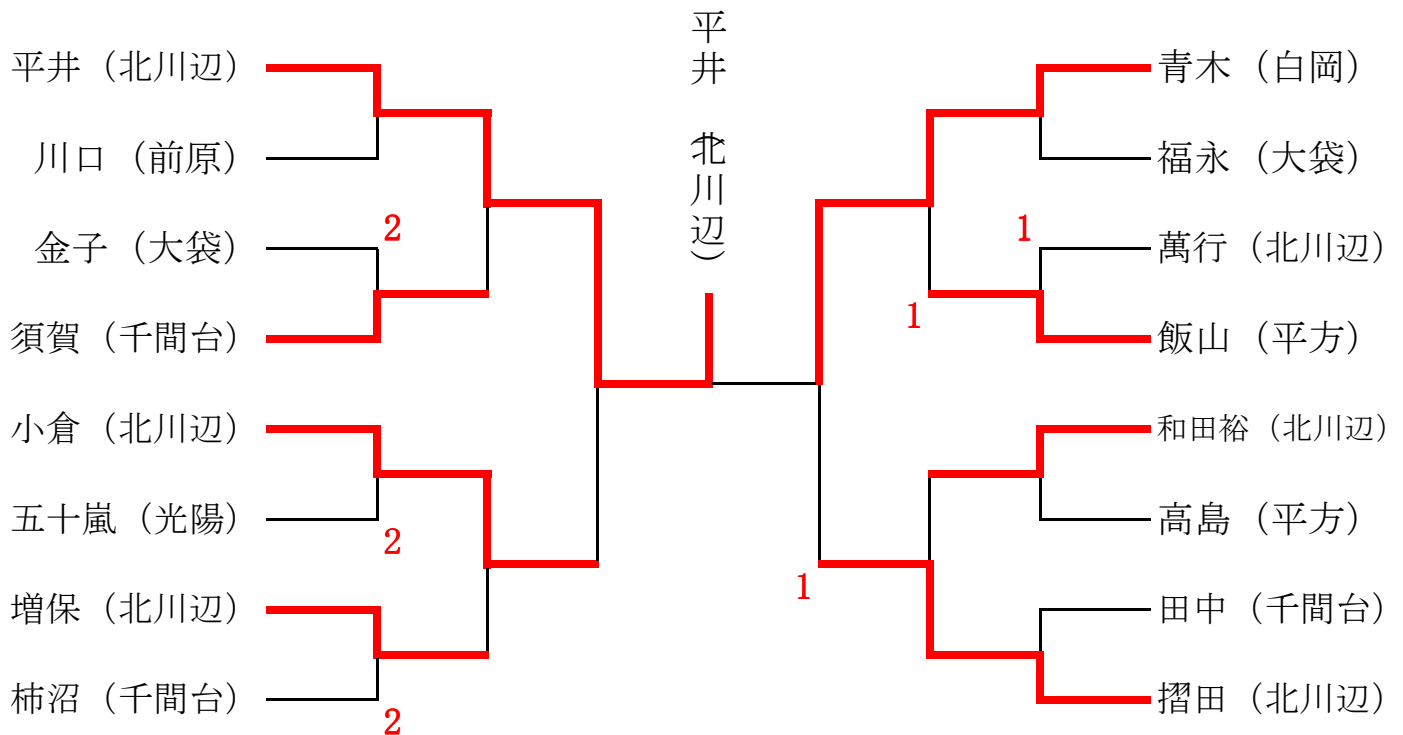 平井（北川辺）
川口（前原）
2
金子（大袋）
須賀（千間台）
小倉（北川辺）
五十嵐（光陽）
2
増保（北川辺）
柿沼（千間台）
2
平井（北川辺）
青木（白岡）
福永（大袋）
1
萬行（北川辺）
1
飯山（平方）
和田裕（北川辺）
高島（平方）
1
田中（千間台）
摺田（北川辺）